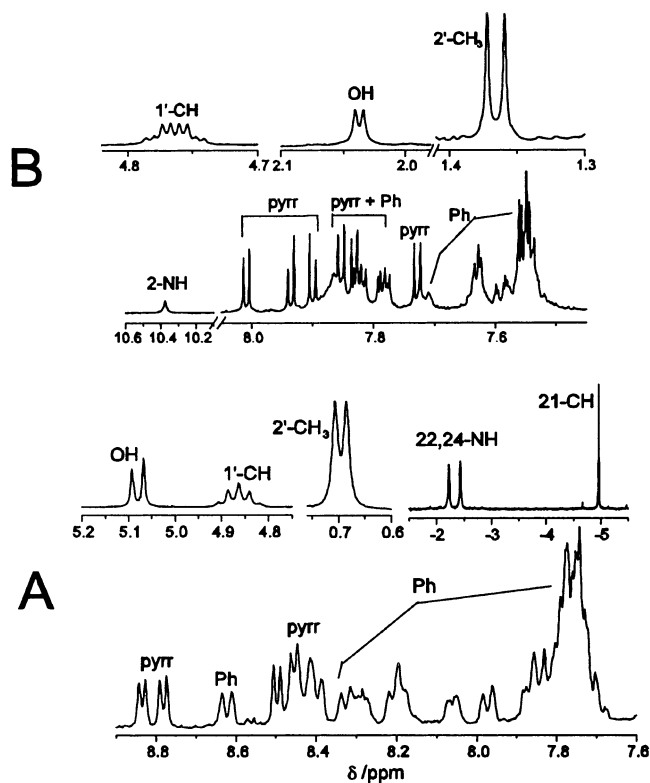 2'-CH3
1'-CH
OH
4.8 4.7 2.1 2.0 1.4 1.3
B
pyrr pyrr + Ph pyrr Ph
2-NH
10.6 10.4 10.2 8.0 7.8 7.6
21-CH
2'-CH3
22,24-NH
OH
1'-CH
5.2 5.1 5.0 4.9 4.8 0.7 0.6 -2 -3 -4 -5
A
Ph
pyrr
pyrr Ph
8.8 8.6 8.4 8.2 8.0 7.8 7.6
δ /ppm